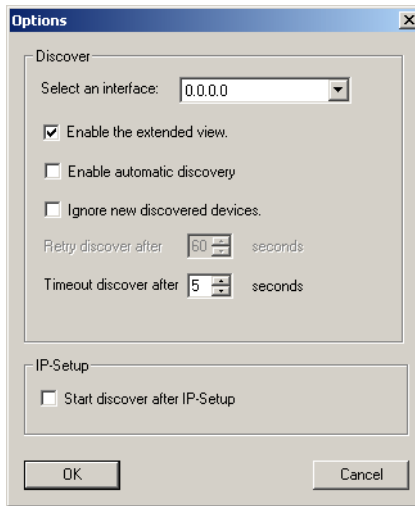 Options
Discover
Select an interface: 0.0.0.0
Enable the extended view.
Enable automatic discovery
Ignore new discovered devices.
Retry discover after 60 seconds
Timeout discover after 5 seconds
IP-Setup
Start discover after IP-Setup
OK Cancel